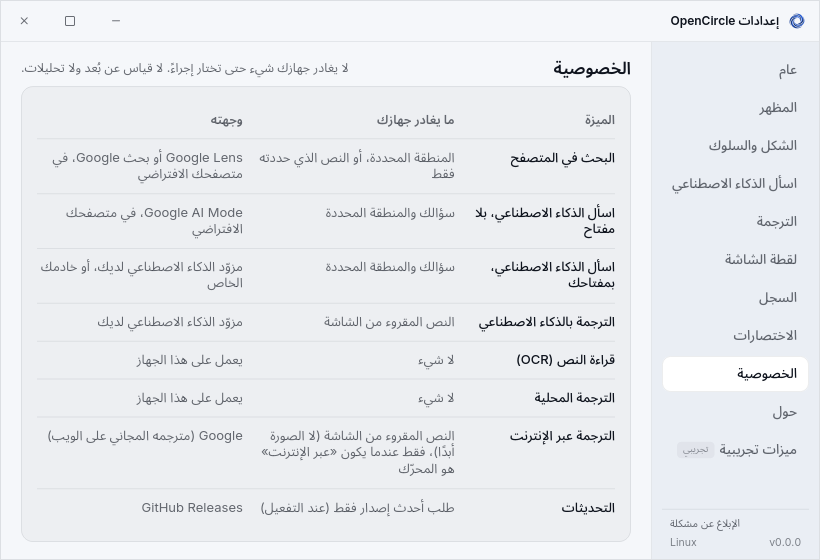 إعدادات OpenCircle
عام
المظهر
الشكل والسلوك
اسأل الذكاء الاصطناعي
الترجمة
لقطة الشاشة
السجل
الاختصارات
الخصوصية
حول
ميزات تجريبية تجريبي
الإبلاغ عن مشكلة
v0.0.0 Linux
الخصوصية
لا يغادر جهازك شيء حتى تختار إجراءً. لا قياس عن بُعد ولا تحليلات.
الميزة ما يغادر جهازك وجهته
البحث في المتصفح
المنطقة المحددة، أو النص الذي حددته
فقط
Google Lens أو بحث Google، في
متصفحك الافتراضي
اسأل الذكاء الاصطناعي، بلا
مفتاح
سؤالك والمنطقة المحددة
Google AI Mode، في متصفحك
الافتراضي
اسأل الذكاء الاصطناعي،
بمفتاحك
سؤالك والمنطقة المحددة
مزوّد الذكاء الاصطناعي لديك، أو خادمك
الخاص
الترجمة بالذكاء الاصطناعي
النص المقروء من الشاشة
مزوّد الذكاء الاصطناعي لديك
قراءة النص (OCR)
لا شيء
يعمل على هذا الجهاز
الترجمة المحلية
لا شيء
يعمل على هذا الجهاز
الترجمة عبر الإنترنت
النص المقروء من الشاشة (لا الصورة
أبدًا)، فقط عندما يكون «عبر الإنترنت»
هو المحرّك
Google (مترجمه المجاني على الويب)
التحديثات
طلب أحدث إصدار فقط (عند التفعيل)
GitHub Releases